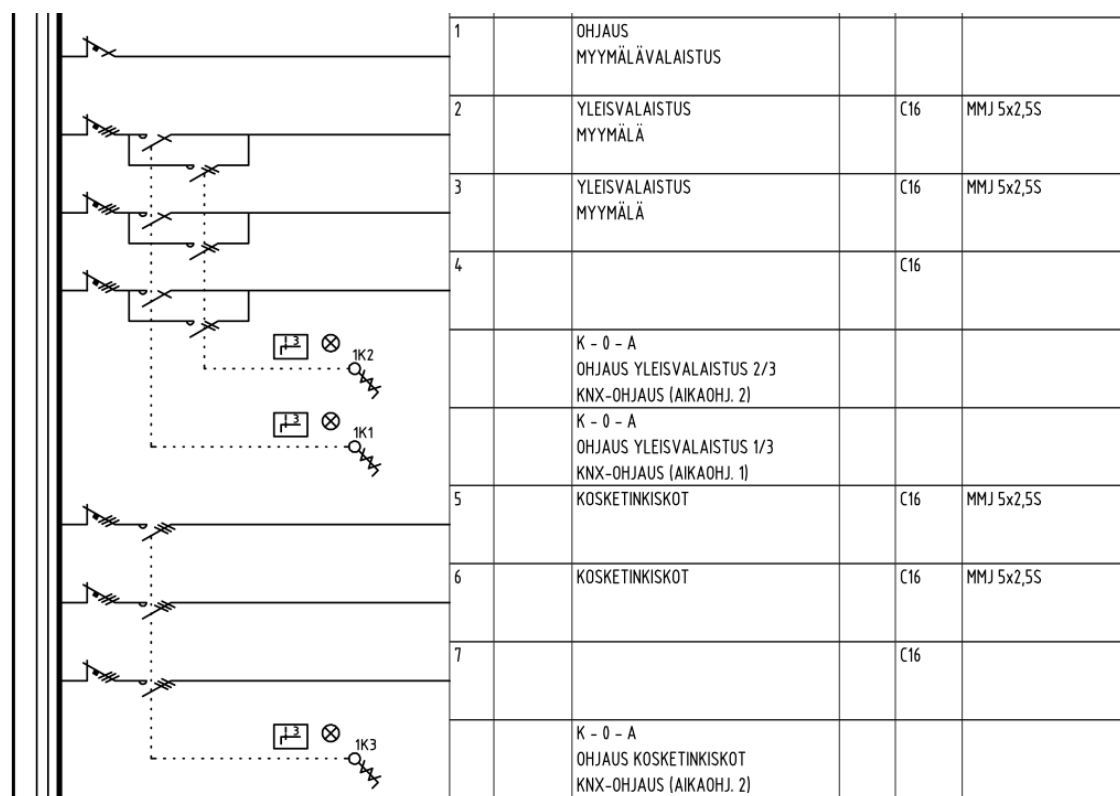 1 OHJAUS
MYYMÄLÄVALAISTUS
2 YLEISVALAISTUS C16 MMJ 5x2,5S
MYYMÄLÄ
3 YLEISVALAISTUS C16 MMJ 5x2,5S
MYYMÄLÄ
4 C16
3 1K2
K - 0 - A
OHJAUS YLEISVALAISTUS 2/3
KNX-OHJAUS (AIKAOHJ. 2)
3 1K1
K - 0 - A
OHJAUS YLEISVALAISTUS 1/3
KNX-OHJAUS (AIKAOHJ. 1)
5 KOSKETINKISKOT C16 MMJ 5x2,5S
6 KOSKETINKISKOT C16 MMJ 5x2,5S
7 C16
3 1K3
K - 0 - A
OHJAUS KOSKETINKISKOT
KNX-OHJAUS (AIKAOHJ. 2)